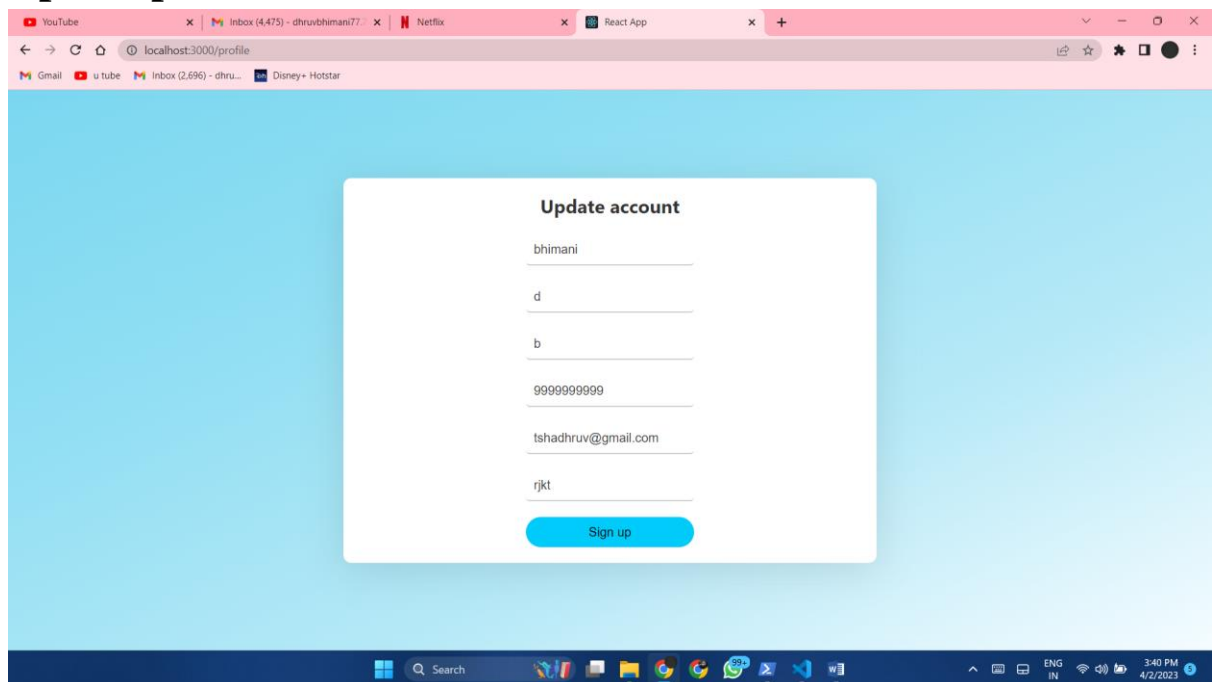 YouTube
Inbox (4,475) - dhruvbhimani77.
Netflix
React App
localhost:3000/profile
Gmail
u tube
Inbox (2,696) - dhru...
Disney+ Hotstar
Update account
bhimani
d
b
9999999999
tshadhruv@gmail.com
rjkt
Sign up
Search
99+
ENG
IN
3:40 PM
4/2/2023
5